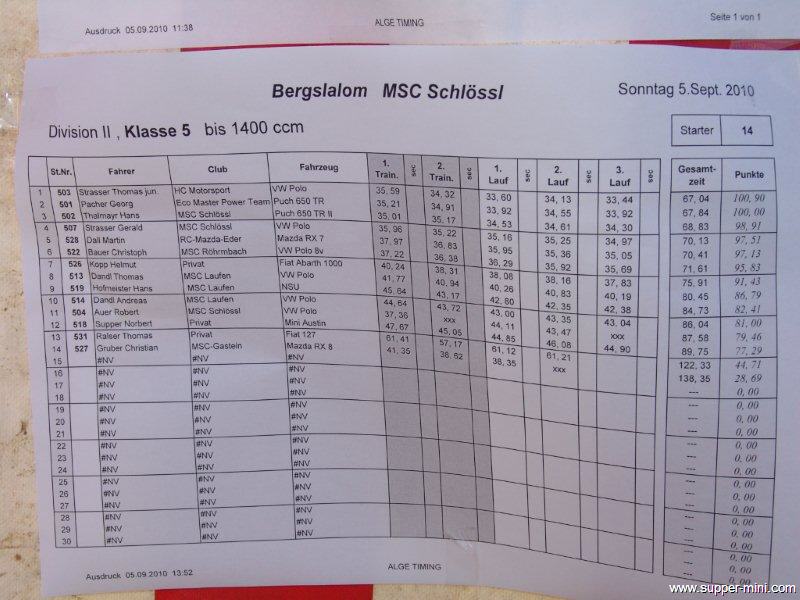 Ausdruck 05.09.2010 11:38 ALGE TIMING Seite 1 von 1
Bergslalom MSC Schlössl Sonntag 5.Sept. 2010
Division II , Klasse 5 bis 1400 ccm Starter 14
St.Nr. Fahrer Club Fahrzeug 1. Train. sec 2. Train. sec 1. Lauf sec 2. Lauf sec 3. Lauf sec Gesamt-zeit Punkte
1 503 Strasser Thomas jun. HC Motorsport VW Polo 35, 59 34, 32 33, 60 34, 13 33, 44 67, 04 100, 90
2 501 Pacher Georg Eco Master Power Team Puch 650 TR 35, 21 34, 91 33, 92 34, 55 33, 92 67, 84 100, 00
3 502 Thalmayr Hans MSC Schlössl Puch 650 TR II 35, 01 35, 17 34, 53 34, 61 34, 30 68, 83 98, 91
4 507 Strasser Gerald MSC Schlössl VW Polo 35, 96 35, 22 35, 16 35, 25 34, 97 70, 13 97, 51
5 528 Dall Martin RC-Mazda-Eder Mazda RX 7 37, 97 36, 63 35, 95 35, 36 35, 05 70, 41 97, 13
6 522 Bauer Christoph MSC Röhrmbach VW Polo 8v 37, 22 36, 38 36, 29 35, 92 35, 69 71, 61 95, 83
7 526 Kopp Helmut Privat Fiat Abarth 1000 40, 24 38, 31 38, 08 38, 16 37, 83 75, 91 91, 43
8 513 Dandl Thomas MSC Laufen VW Polo 41, 77 40, 94 40, 26 40, 83 40, 19 80, 45 86, 79
9 519 Hofmeister Hans MSC Laufen NSU 45, 64 43, 17 42, 80 42, 35 42, 38 84, 73 82, 41
10 514 Dandl Andreas MSC Laufen VW Polo 44, 64 43, 72 43, 00 43, 35 43, 04 86, 04 81, 00
11 504 Auer Robert MSC Schlössl VW Polo 37, 36 xxx 44, 11 43, 47 xxx 87, 58 79, 46
12 518 Supper Norbert Privat Mini Austin 47, 67 45, 05 44, 85 46, 08 44, 90 89, 75 77, 29
13 531 Ralser Thomas Privat Fiat 127 61, 41 57, 17 61, 12 61, 21 122, 33 44, 71
14 527 Gruber Christian MSC-Gastein Mazda RX 8 41, 35 38, 62 38, 35 xxx 138, 35 28, 69
15 #NV #NV --- 0, 00
16 #NV #NV --- 0, 00
17 #NV #NV --- 0, 00
18 #NV #NV --- 0, 00
19 #NV #NV --- 0, 00
20 #NV #NV --- 0, 00
21 #NV #NV --- 0, 00
22 #NV #NV --- 0, 00
23 #NV #NV --- 0, 00
24 #NV #NV --- 0, 00
25 #NV #NV --- 0, 00
26 #NV #NV --- 0, 00
27 #NV #NV --- 0, 00
28 #NV #NV --- 0, 00
29 #NV #NV --- 0, 00
30 #NV #NV --- 0, 00
Ausdruck 05.09.2010 13:52 ALGE TIMING
www.supper-mini.com